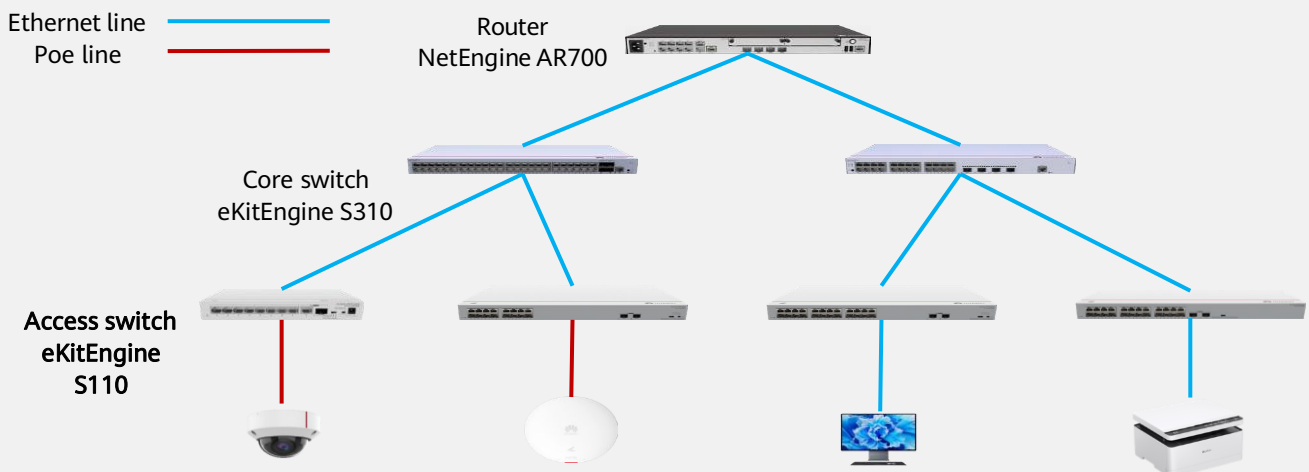 Ethernet line
Poe line
Router
NetEngine AR700
Core switch
eKitEngine S310
Access switch
eKitEngine
S110